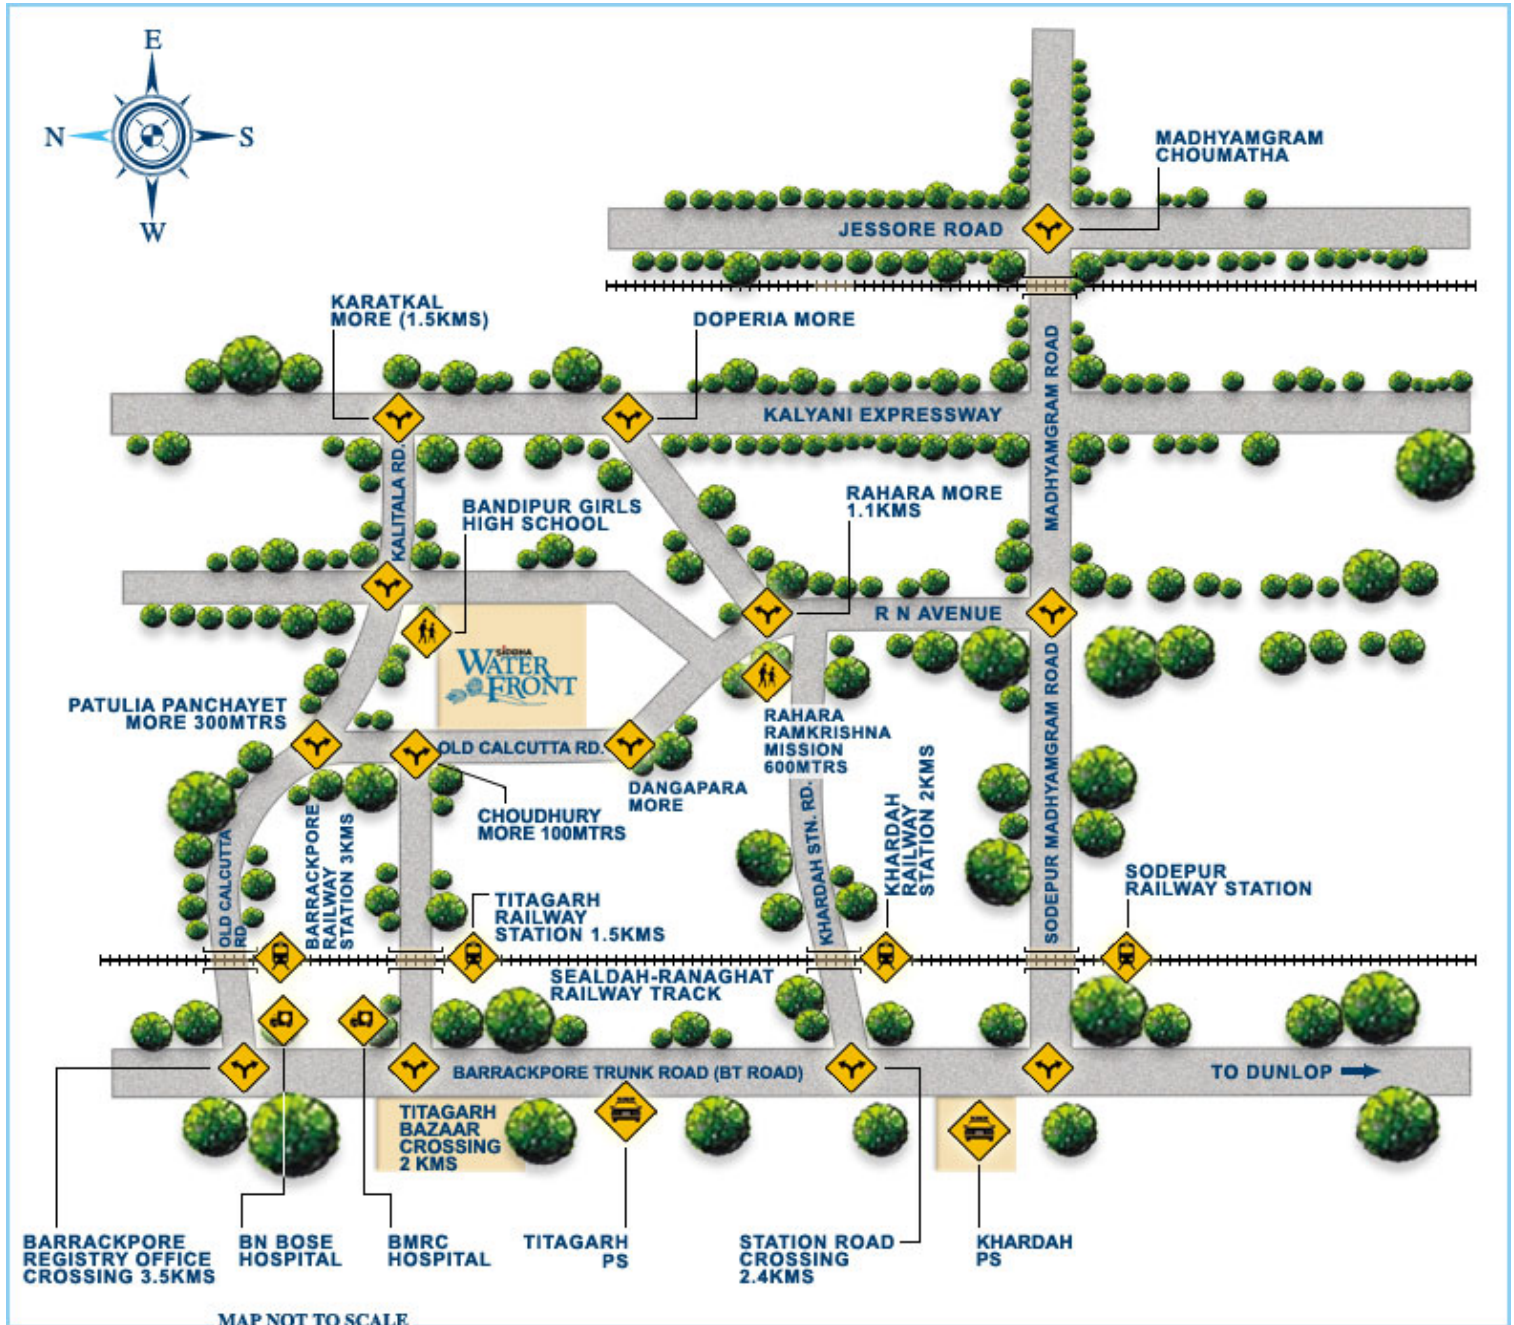 E
N
S
W
MADHYAMGRAM
CHOUMATHA
JESSORE ROAD
KARATKAL
MORE (1.5KMS)
DOPERIA MORE
KALYANI EXPRESSWAY
MADHYAMGRAM ROAD
KALITALA RD.
BANDIPUR GIRLS
HIGH SCHOOL
RAHARA MORE
1.1KMS
R N AVENUE
SIDDHA
WATER
FRONT
PATULIA PANCHAYET
MORE 300MTRS
OLD CALCUTTA RD.
RAHARA
RAMKRISHNA
MISSION
600MTRS
DANGAPARA
MORE
CHOUDHURY
MORE 100MTRS
KHARDAH STN. RD.
KHARDAH
RAILWAY
STATION 2KMS
SODEPUR MADHYAMGRAM ROAD
OLD CALCUTTA
RD.
BARRACKPORE
RAILWAY
STATION 3KMS
TITAGARH
RAILWAY
STATION 1.5KMS
SODEPUR
RAILWAY STATION
SEALDAH-RANAGHAT
RAILWAY TRACK
BARRACKPORE TRUNK ROAD (BT ROAD)
TO DUNLOP
TITAGARH
BAZAAR
CROSSING
2 KMS
BARRACKPORE
REGISTRY OFFICE
CROSSING 3.5KMS
BN BOSE
HOSPITAL
BMRC
HOSPITAL
TITAGARH
PS
STATION ROAD
CROSSING
2.4KMS
KHARDAH
PS
MAP NOT TO SCALE